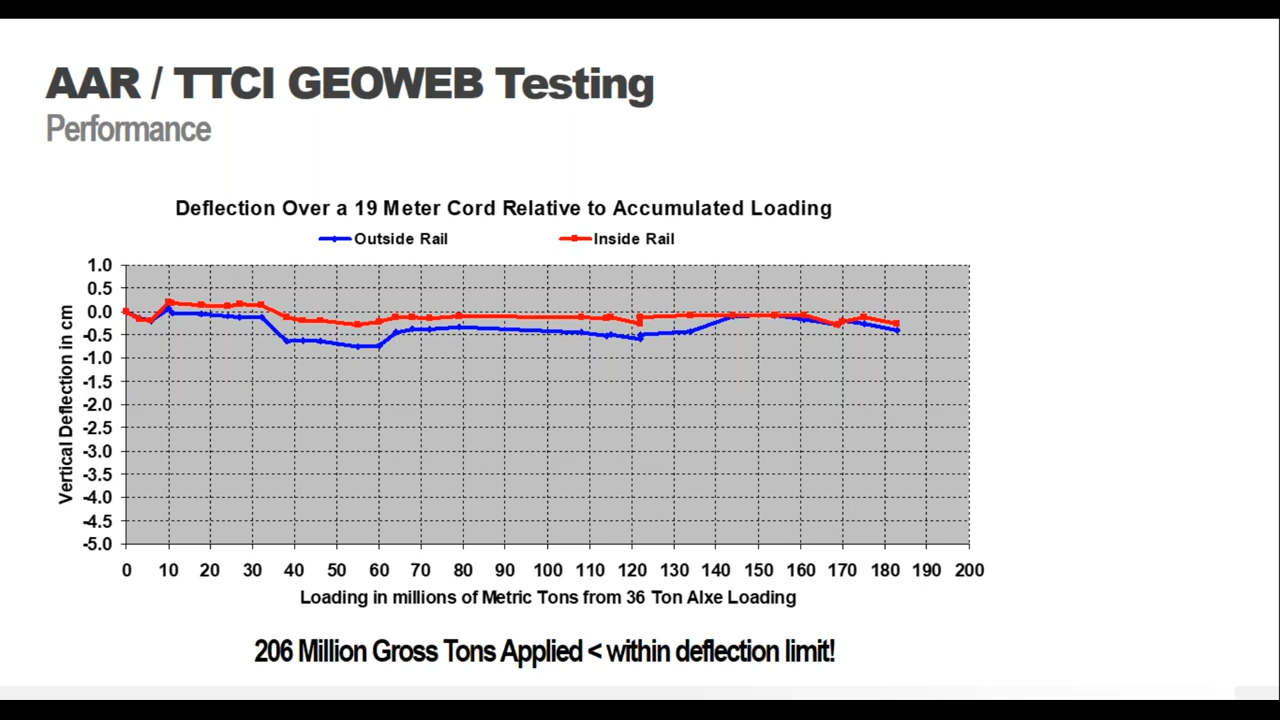 AAR / TTCI GEOWEB Testing
Performance
Deflection Over a 19 Meter Cord Relative to Accumulated Loading
Outside Rail Inside Rail
1.0
0.5
0.0
-0.5
-1.0
-1.5
-2.0
-2.5
-3.0
-3.5
-4.0
-4.5
-5.0
Vertical Deflection in cm
0 10 20 30 40 50 60 70 80 90 100 110 120 130 140 150 160 170 180 190 200
Loading in millions of Metric Tons from 36 Ton Alxe Loading
206 Million Gross Tons Applied < within deflection limit!